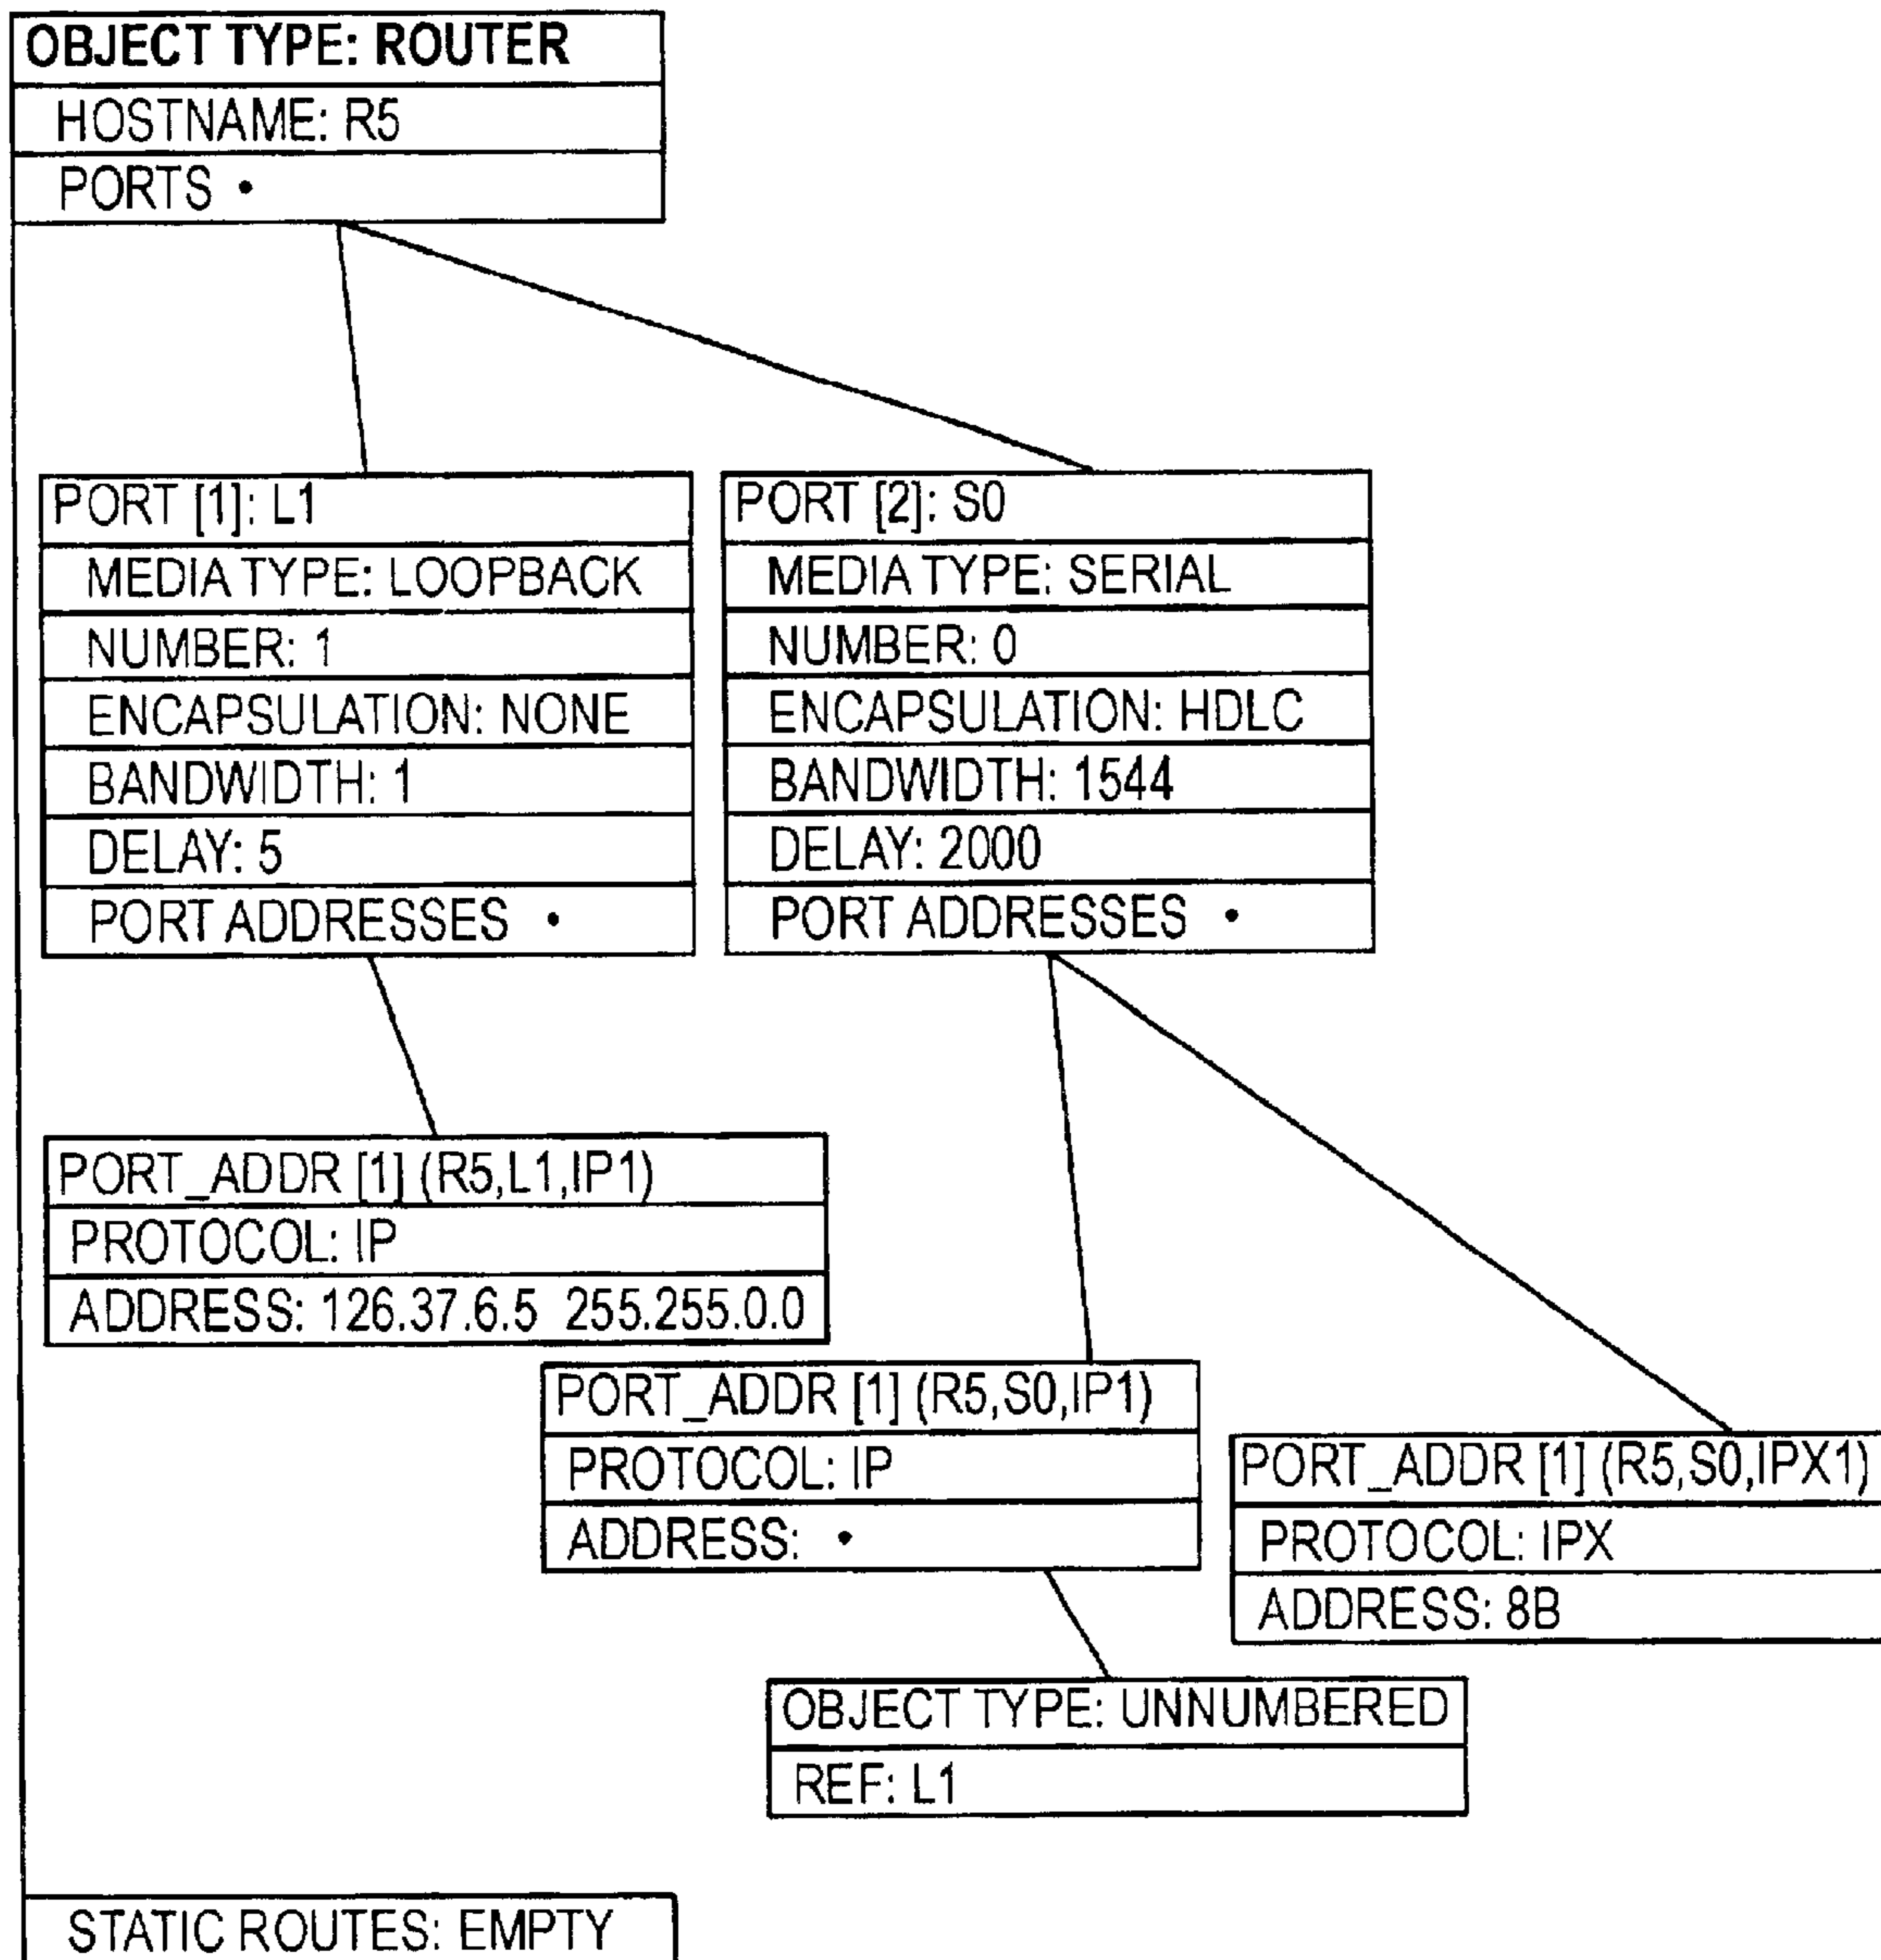 OBJECT TYPE: ROUTER
HOSTNAME: R5
PORTS •
PORT [1]: L1
MEDIA TYPE: LOOPBACK
NUMBER: 1
ENCAPSULATION: NONE
BANDWIDTH: 1
DELAY: 5
PORT ADDRESSES •
PORT [2]: S0
MEDIA TYPE: SERIAL
NUMBER: 0
ENCAPSULATION: HDLC
BANDWIDTH: 1544
DELAY: 2000
PORT ADDRESSES •
PORT_ADDR [1] (R5,L1,IP1)
PROTOCOL: IP
ADDRESS: 126.37.6.5 255.255.0.0
PORT_ADDR [1] (R5,S0,IP1)
PROTOCOL: IP
ADDRESS: •
PORT_ADDR [1] (R5,S0,IPX1)
PROTOCOL: IPX
ADDRESS: 8B
OBJECT TYPE: UNNUMBERED
REF: L1
STATIC ROUTES: EMPTY